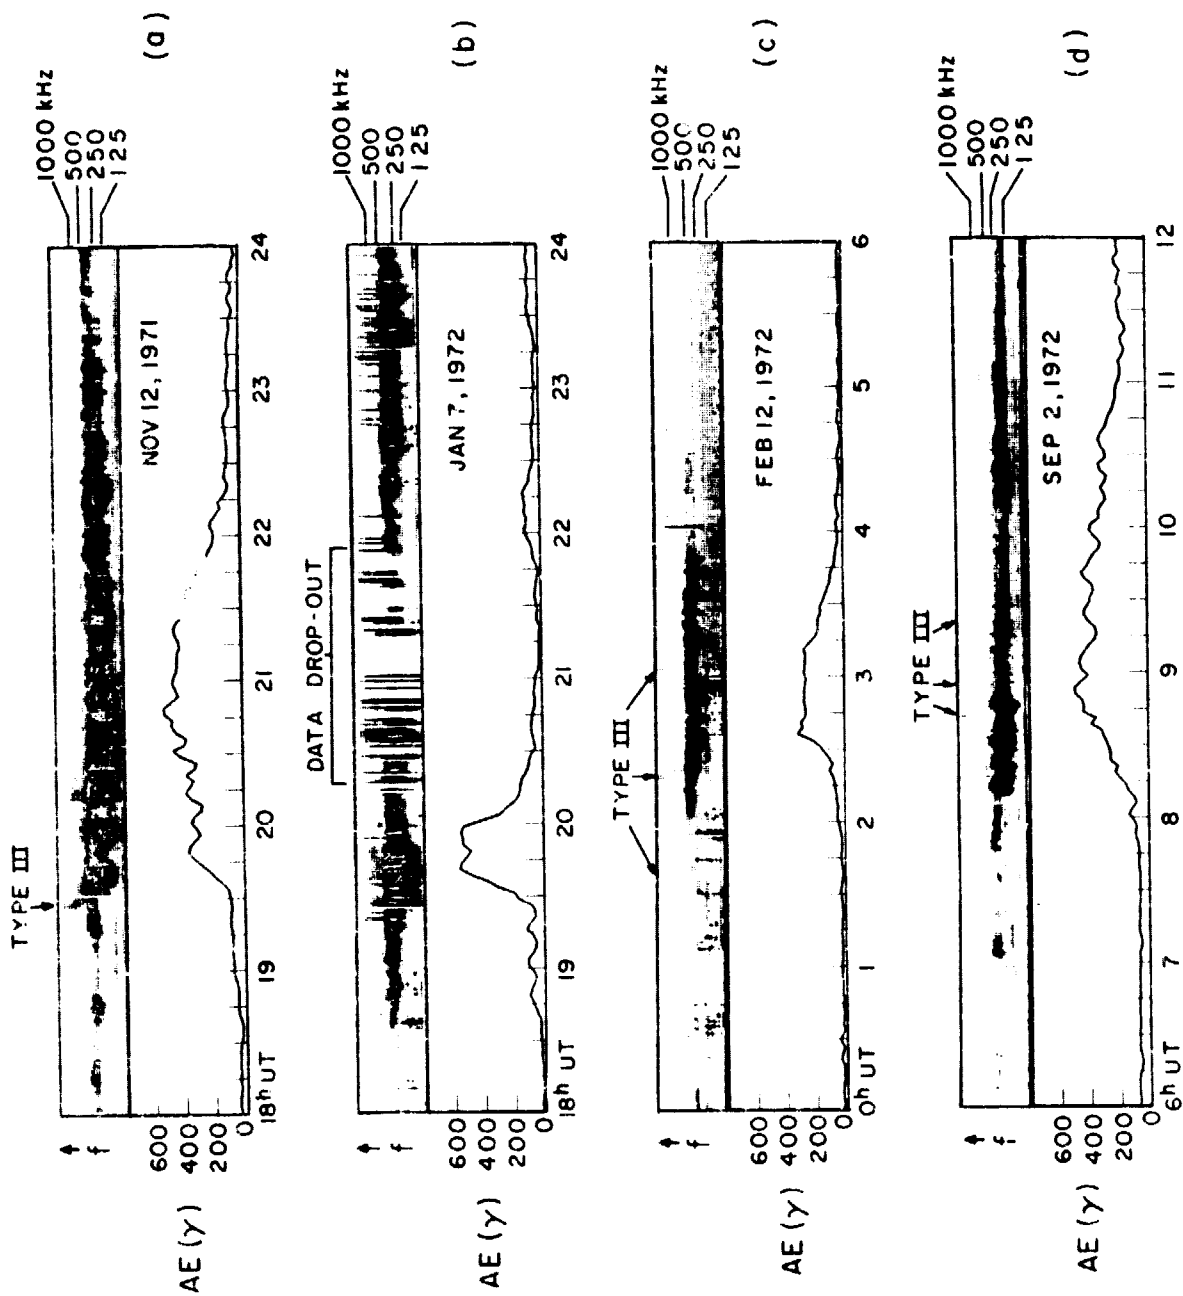 TYPE III
1000 kHz
500
250
125
f
NOV 12, 1971
AE (γ)
600
400
200
0
18h UT 19 20 21 22 23 24
(a)
DATA DROP-OUT
1000 kHz
500
250
125
f
JAN 7, 1972
AE (γ)
600
400
200
0
18h UT 19 20 21 22 23 24
(b)
TYPE III
1000 kHz
500
250
125
f
FEB 12, 1972
AE (γ)
600
400
200
0
0h UT 1 2 3 4 5 6
(c)
TYPE III
1000 kHz
500
250
125
f
SEP 2, 1972
AE (γ)
600
400
200
0
6h UT 7 8 9 10 11 12
(d)